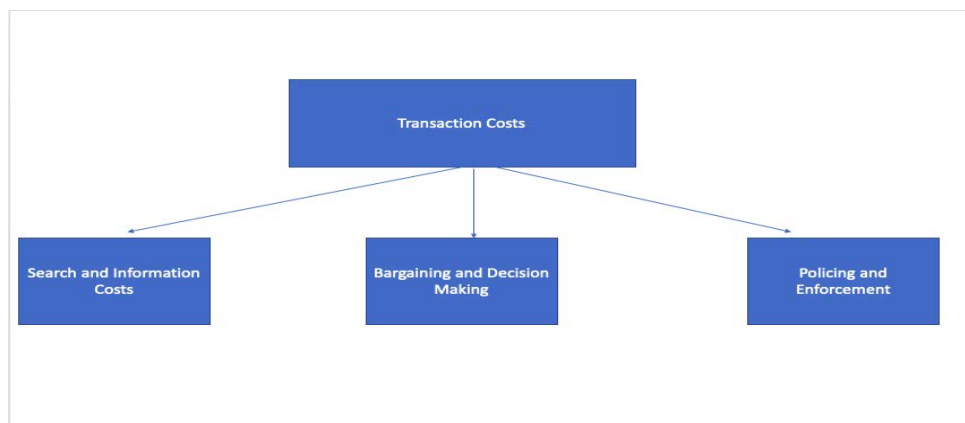 Transaction Costs
Search and Information
Costs
Bargaining and Decision
Making
Policing and
Enforcement